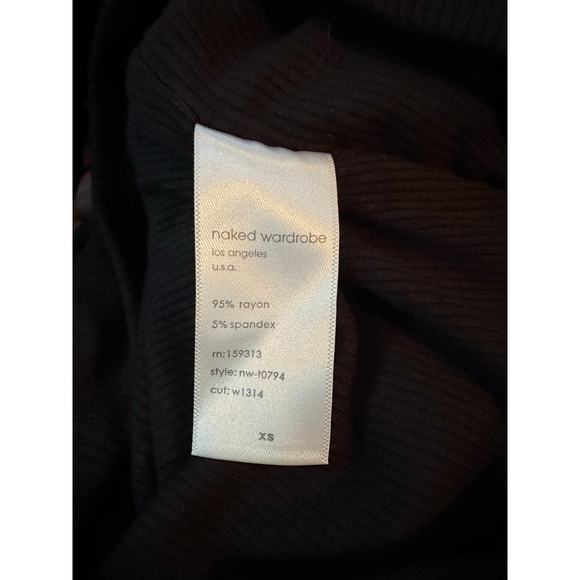 naked wardrobe
los angeles
u.s.a.
95% rayon
5% spandex
rn:159313
style: nw-t0794
cut: w1314
xs